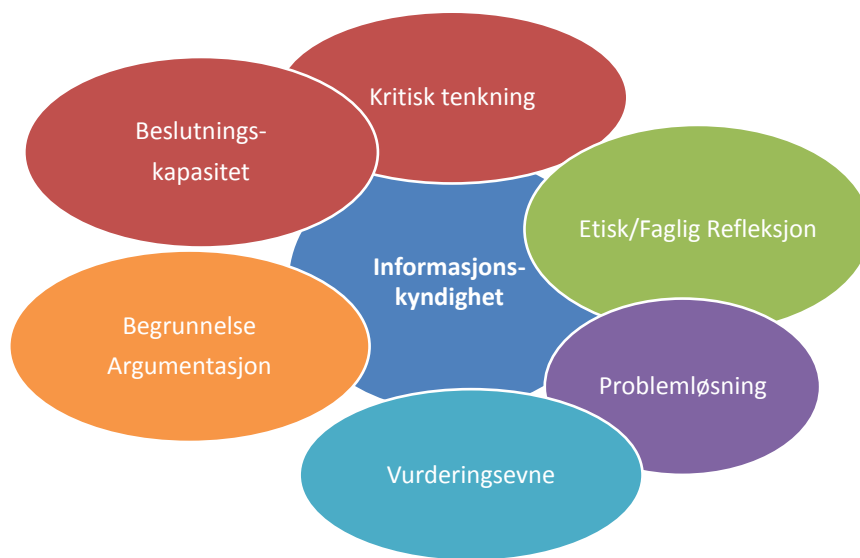 Kritisk tenkning
Beslutnings-
kapasitet
Etisk/Faglig Refleksjon
Informasjons-
kyndighet
Begrunnelse
Argumentasjon
Problemløsning
Vurderingsevne